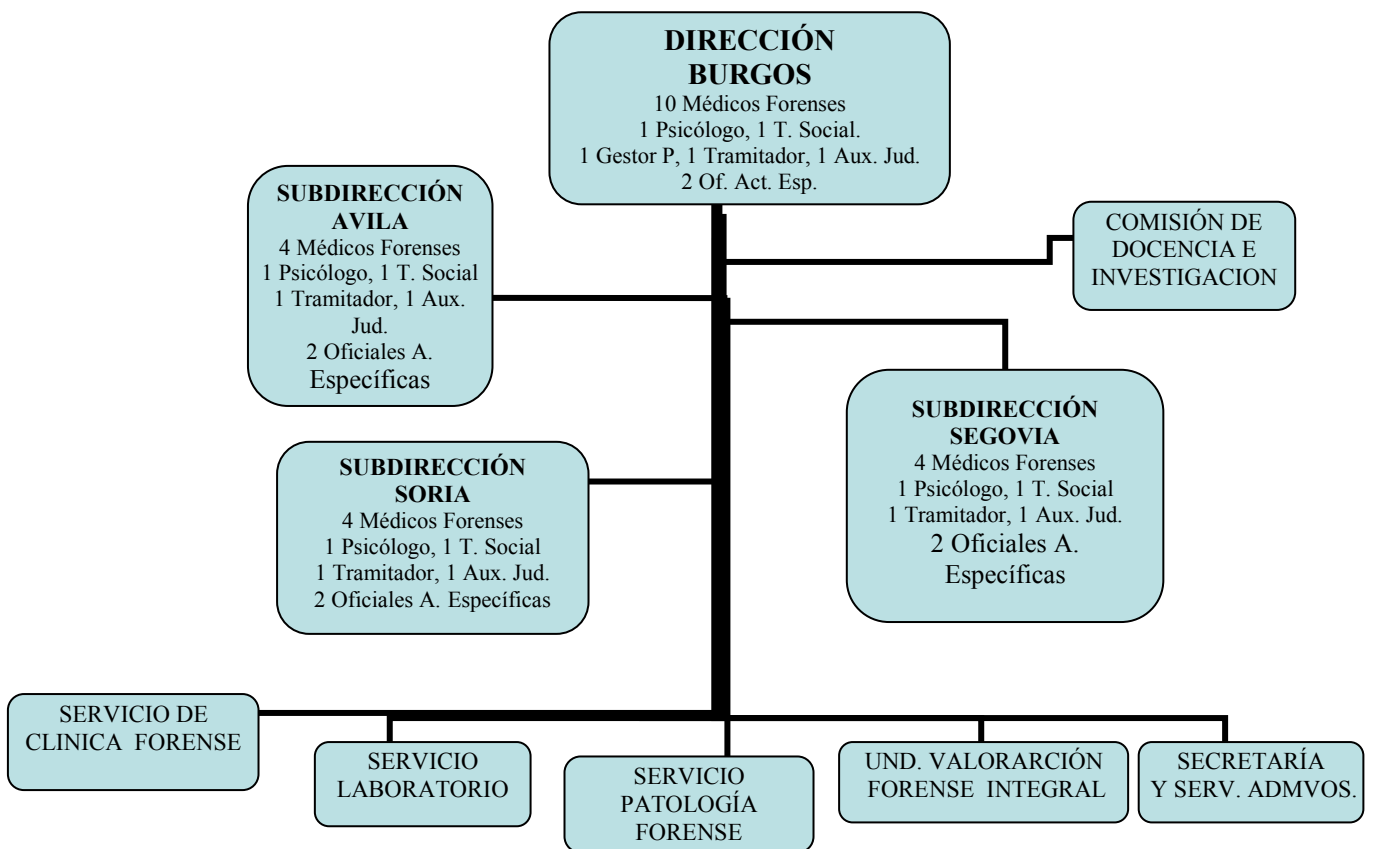 DIRECCIÓN
BURGOS
10 Médicos Forenses
1 Psicólogo, 1 T. Social.
1 Gestor P, 1 Tramitador, 1 Aux. Jud.
2 Of. Act. Esp.
SUBDIRECCIÓN
AVILA
4 Médicos Forenses
1 Psicólogo, 1 T. Social
1 Tramitador, 1 Aux.
Jud.
2 Oficiales A.
Específicas
COMISIÓN DE
DOCENCIA E
INVESTIGACION
SUBDIRECCIÓN
SEGOVIA
4 Médicos Forenses
1 Psicólogo, 1 T. Social
1 Tramitador, 1 Aux. Jud.
2 Oficiales A.
Específicas
SUBDIRECCIÓN
SORIA
4 Médicos Forenses
1 Psicólogo, 1 T. Social
1 Tramitador, 1 Aux. Jud.
2 Oficiales A. Específicas
SERVICIO DE
CLINICA FORENSE
SERVICIO
LABORATORIO
SERVICIO
PATOLOGÍA
FORENSE
UND. VALORARCIÓN
FORENSE INTEGRAL
SECRETARÍA
Y SERV. ADMVOS.